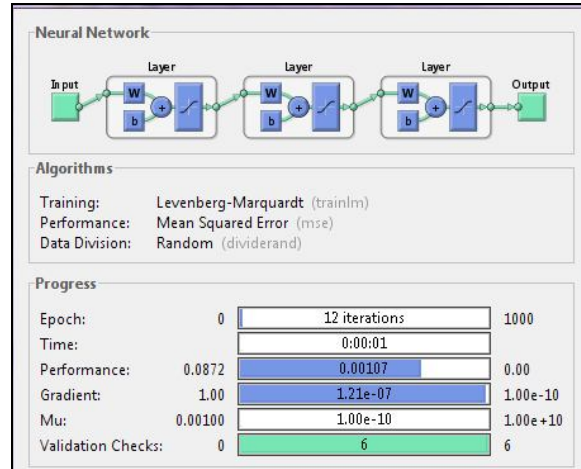 Neural Network
Layer Layer Layer
Input W b + W b + W b + Output
Algorithms
Training: Levenberg-Marquardt (trainlm)
Performance: Mean Squared Error (mse)
Data Division: Random (dividerand)
Progress
Epoch: 0 12 iterations 1000
Time: 0:00:01
Performance: 0.0872 0.00107 0.00
Gradient: 1.00 1.21e-07 1.00e-10
Mu: 0.00100 1.00e-10 1.00e+10
Validation Checks: 0 6 6